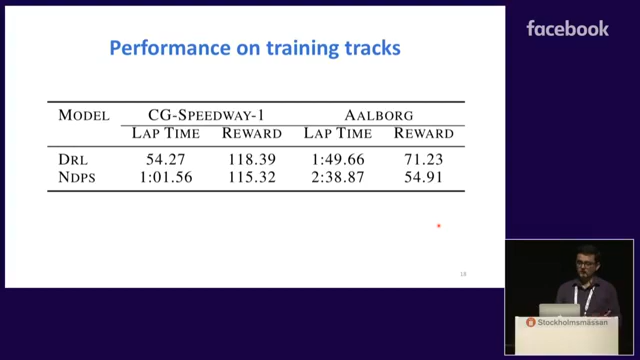 facebook
Performance on training tracks
MODEL CG-SPEEDWAY-1 AALBORG
LAP TIME REWARD LAP TIME REWARD
DRL 54.27 118.39 1:49.66 71.23
NDPS 1:01.56 115.32 2:38.87 54.91
18
Stockholmsmässan